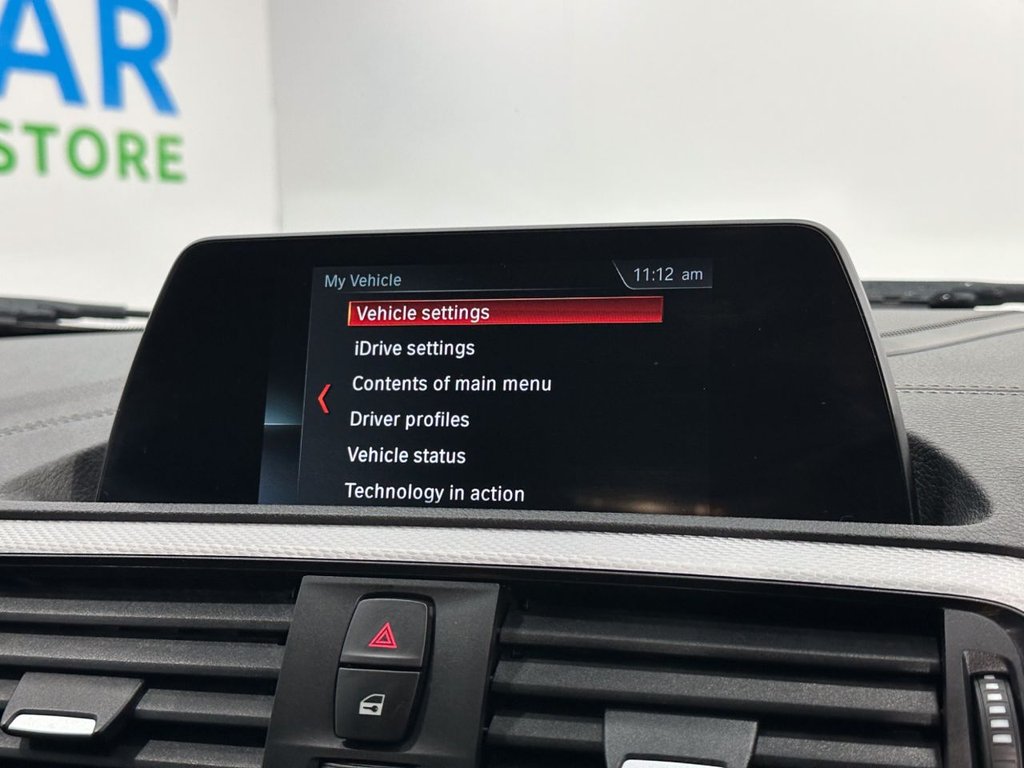 AR
STORE
My Vehicle
11:12 am
Vehicle settings
iDrive settings
Contents of main menu
Driver profiles
Vehicle status
Technology in action